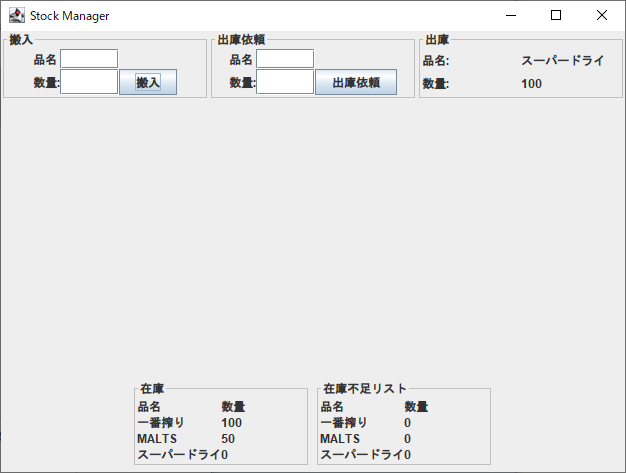 Stock Manager
搬入
品名
数量:
搬入
出庫依頼
品名
数量:
出庫依頼
出庫
品名: スーパードライ
数量: 100
在庫
品名 数量
一番搾り 100
MALTS 50
スーパードライ 0
在庫不足リスト
品名 数量
一番搾り 0
MALTS 0
スーパードライ 0